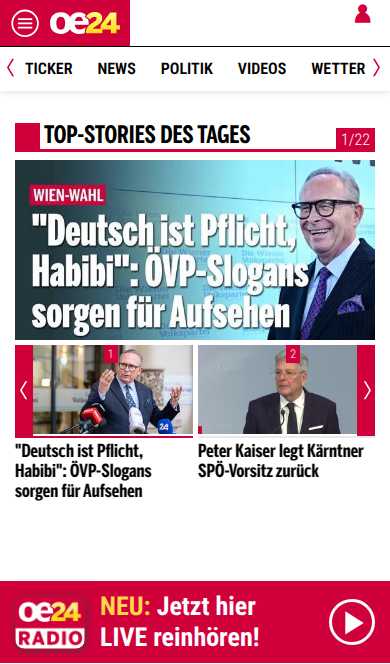 oe24
TICKER NEWS POLITIK VIDEOS WETTER
TOP-STORIES DES TAGES 1/22
WIEN-WAHL
"Deutsch ist Pflicht,
Habibi": ÖVP-Slogans
sorgen für Aufsehen
1
24
2
"Deutsch ist Pflicht,
Habibi": ÖVP-Slogans
sorgen für Aufsehen
Peter Kaiser legt Kärntner
SPÖ-Vorsitz zurück
oe24
RADIO
NEU: Jetzt hier
LIVE reinhören!